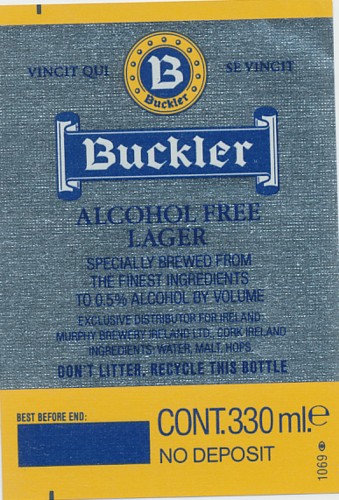 VINCIT QUI
B
Buckler
SE VINCIT
Buckler
ALCOHOL FREE
LAGER
SPECIALLY BREWED FROM
THE FINEST INGREDIENTS
TO 0.5% ALCOHOL BY VOLUME
EXCLUSIVE DISTRIBUTOR FOR IRELAND:
MURPHY BREWERY IRELAND LTD. CORK IRELAND
INGREDIENTS: WATER, MALT, HOPS
DON'T LITTER, RECYCLE THIS BOTTLE
BEST BEFORE END:
CONT.330 ml.e
NO DEPOSIT
1069